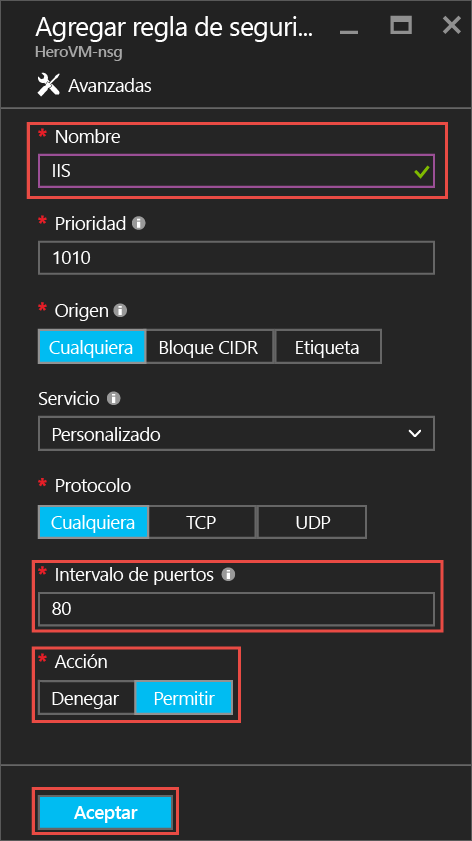 Agregar regla de seguri...
HeroVM-nsg
Avanzadas
* Nombre
IIS
* Prioridad
1010
* Origen
Cualquiera Bloque CIDR Etiqueta
Servicio
Personalizado
* Protocolo
Cualquiera TCP UDP
* Intervalo de puertos
80
* Acción
Denegar Permitir
Aceptar